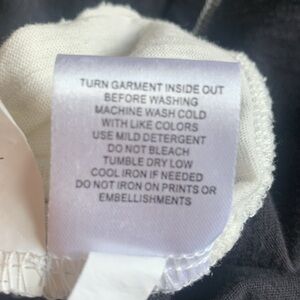 TURN GARMENT INSIDE OUT
BEFORE WASHING
MACHINE WASH COLD
WITH LIKE COLORS
USE MILD DETERGENT
DO NOT BLEACH
TUMBLE DRY LOW
COOL IRON IF NEEDED
DO NOT IRON ON PRINTS OR
EMBELLISHMENTS